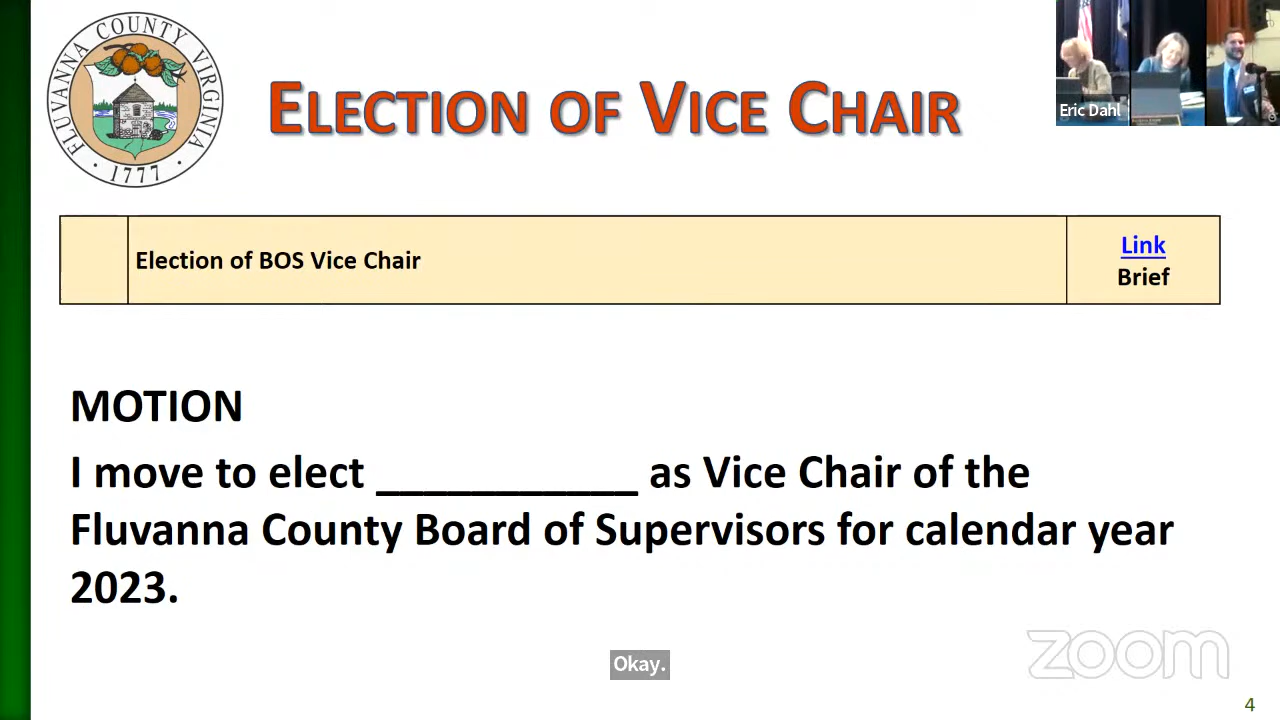 FLUVANNA COUNTY VIRGINIA
• 1777 •
ELECTION OF VICE CHAIR
Eric Dahl
Election of BOS Vice Chair
Link
Brief
MOTION
I move to elect ___________ as Vice Chair of the
Fluvanna County Board of Supervisors for calendar year
2023.
Okay.
zoom
4